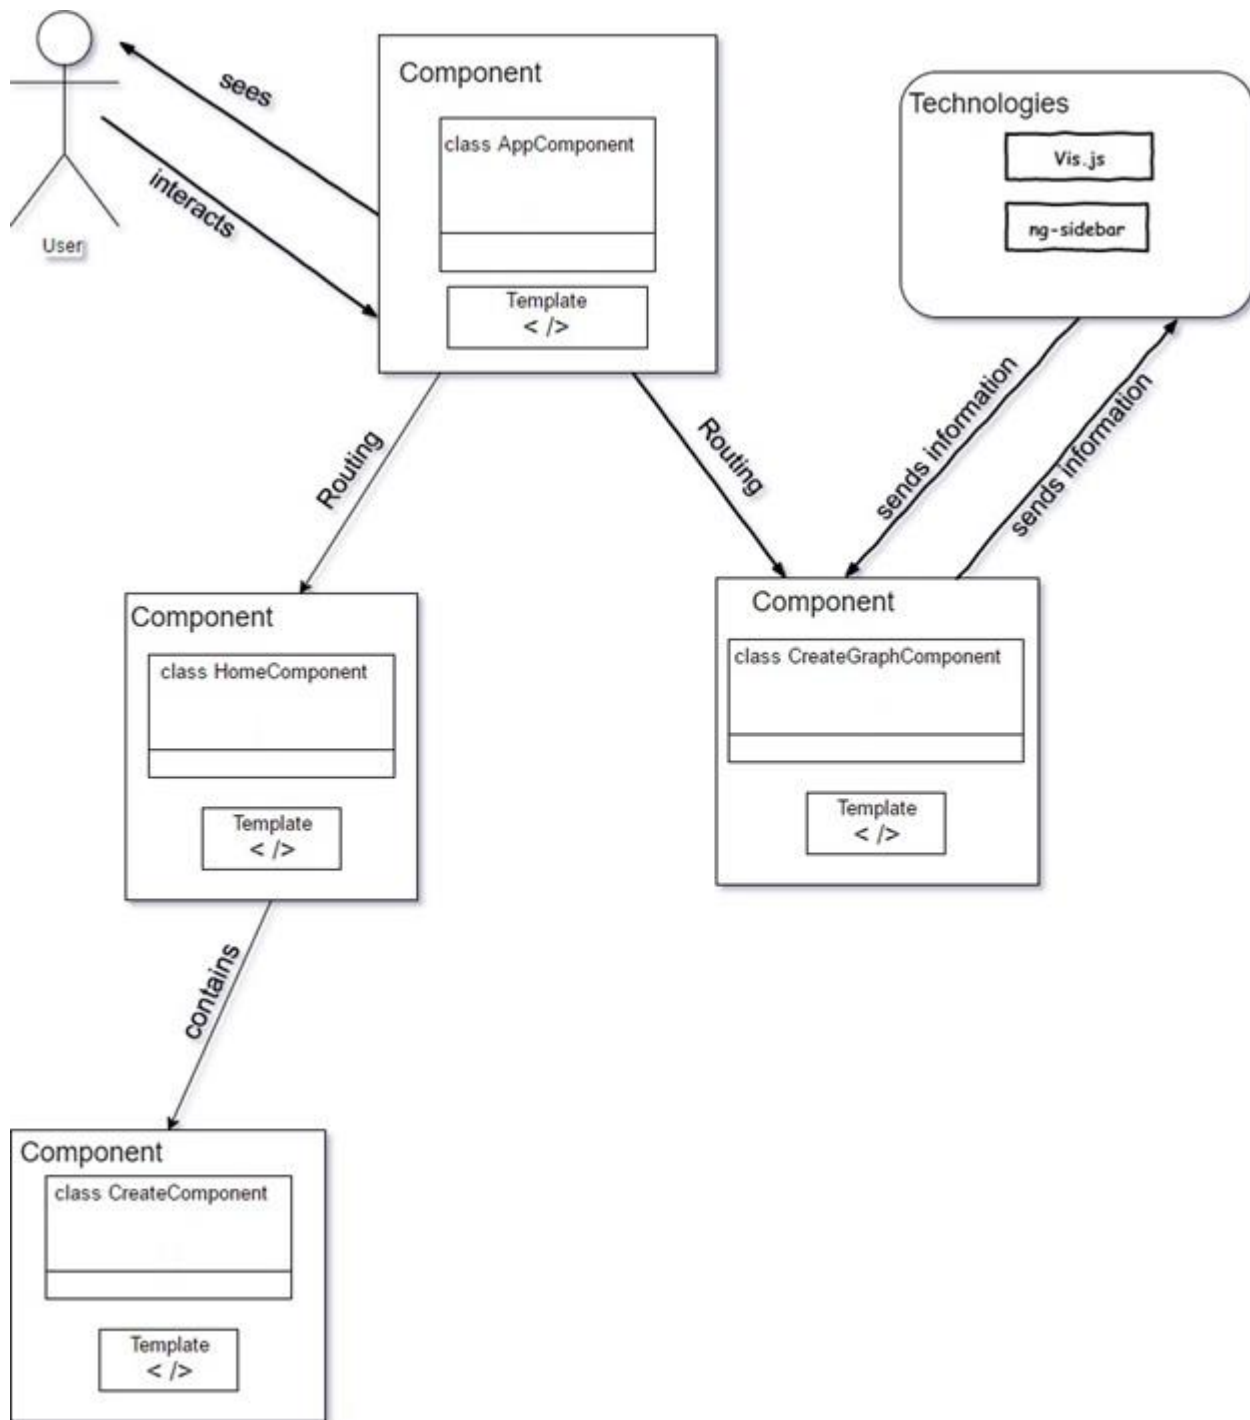 Component
class AppComponent
Template
< />
sees
interacts
User
Technologies
Vis.js
ng-sidebar
Routing
Routing
sends information
sends information
Component
class HomeComponent
Template
< />
Component
class CreateGraphComponent
Template
< />
contains
Component
class CreateComponent
Template
< />